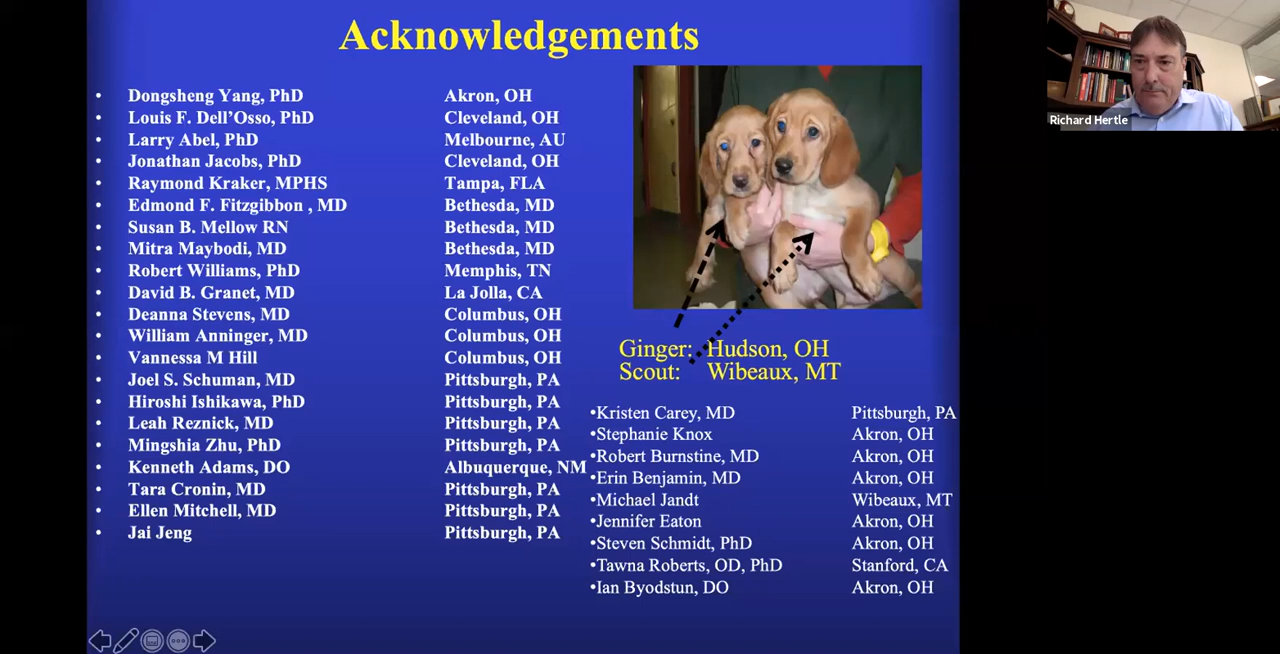 Acknowledgements
• Dongsheng Yang, PhD Akron, OH
• Louis F. Dell'Osso, PhD Cleveland, OH
• Larry Abel, PhD Melbourne, AU
• Jonathan Jacobs, PhD Cleveland, OH
• Raymond Kraker, MPHS Tampa, FLA
• Edmond F. Fitzgibbon , MD Bethesda, MD
• Susan B. Mellow RN Bethesda, MD
• Mitra Maybodi, MD Bethesda, MD
• Robert Williams, PhD Memphis, TN
• David B. Granet, MD La Jolla, CA
• Deanna Stevens, MD Columbus, OH
• William Anninger, MD Columbus, OH
• Vannessa M Hill Columbus, OH
• Joel S. Schuman, MD Pittsburgh, PA
• Hiroshi Ishikawa, PhD Pittsburgh, PA
• Leah Reznick, MD Pittsburgh, PA
• Mingshia Zhu, PhD Pittsburgh, PA
• Kenneth Adams, DO Albuquerque, NM
• Tara Cronin, MD Pittsburgh, PA
• Ellen Mitchell, MD Pittsburgh, PA
• Jai Jeng Pittsburgh, PA
Ginger: Hudson, OH
Scout: Wibeaux, MT
•Kristen Carey, MD Pittsburgh, PA
•Stephanie Knox Akron, OH
•Robert Burnstine, MD Akron, OH
•Erin Benjamin, MD Akron, OH
•Michael Jandt Wibeaux, MT
•Jennifer Eaton Akron, OH
•Steven Schmidt, PhD Akron, OH
•Tawna Roberts, OD, PhD Stanford, CA
•Ian Byodstun, DO Akron, OH
Richard Hertle